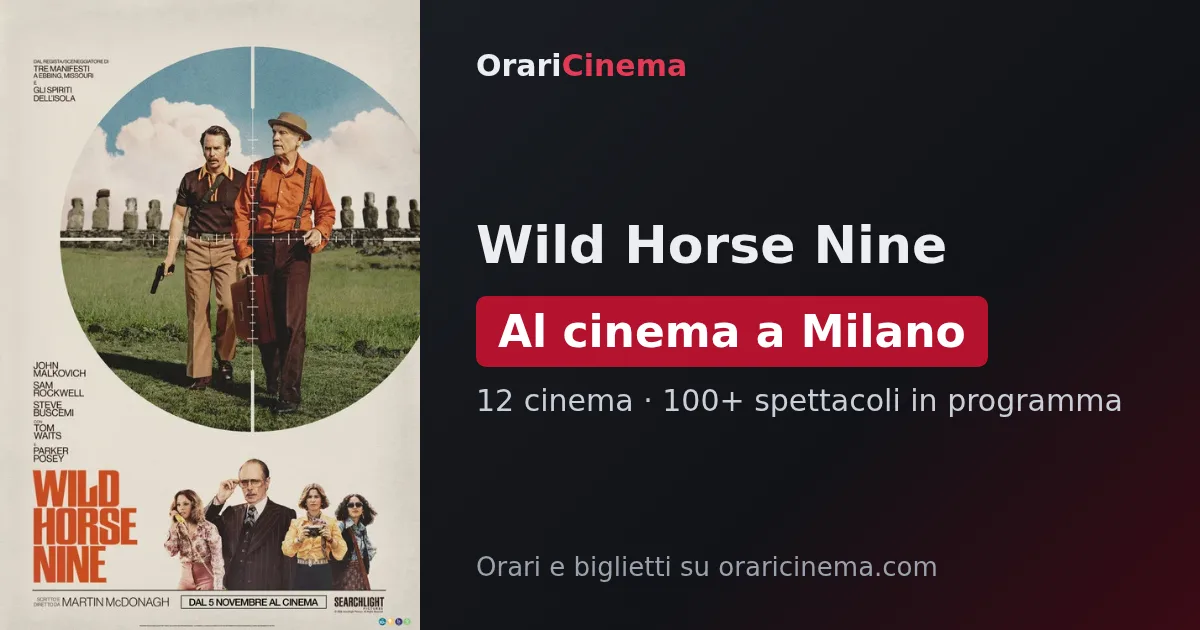 DAL REGISTA/SCENEGGIATORE DI
TRE MANIFESTI
A EBBING, MISSOURI
E
GLI SPIRITI
DELL'ISOLA
JOHN
MALKOVICH
SAM
ROCKWELL
STEVE
BUSCEMI
CON
TOM
WAITS
E
PARKER
POSEY
WILD
HORSE
NINE
SCRITTO E
DIRETTO DA MARTIN McDONAGH
DAL 5 NOVEMBRE AL CINEMA
SEARCHLIGHT
PICTURES
OrariCinema
Wild Horse Nine
Al cinema a Milano
12 cinema · 100+ spettacoli in programma
Orari e biglietti su oraricinema.com